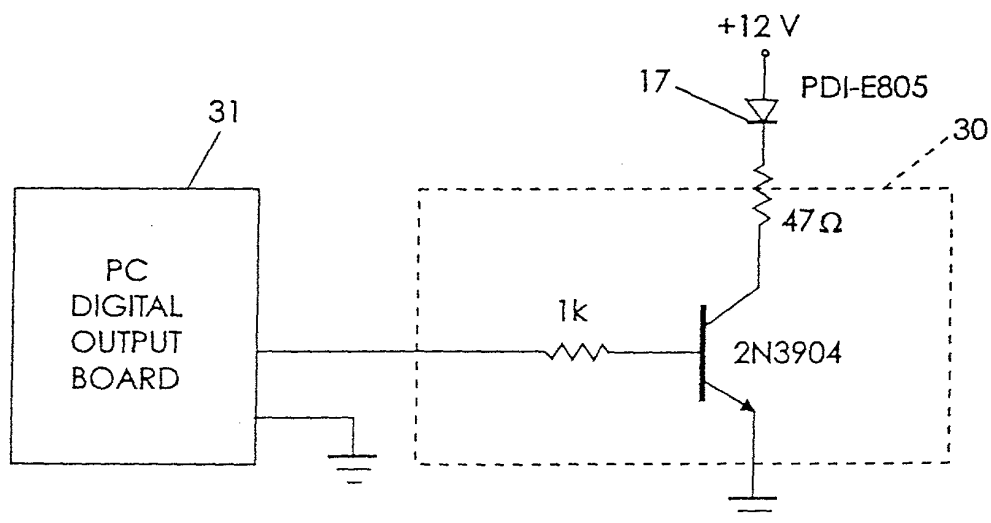 +12 V
17
PDI-E805
31
30
47Ω
PC
DIGITAL
OUTPUT
BOARD
1k
2N3904